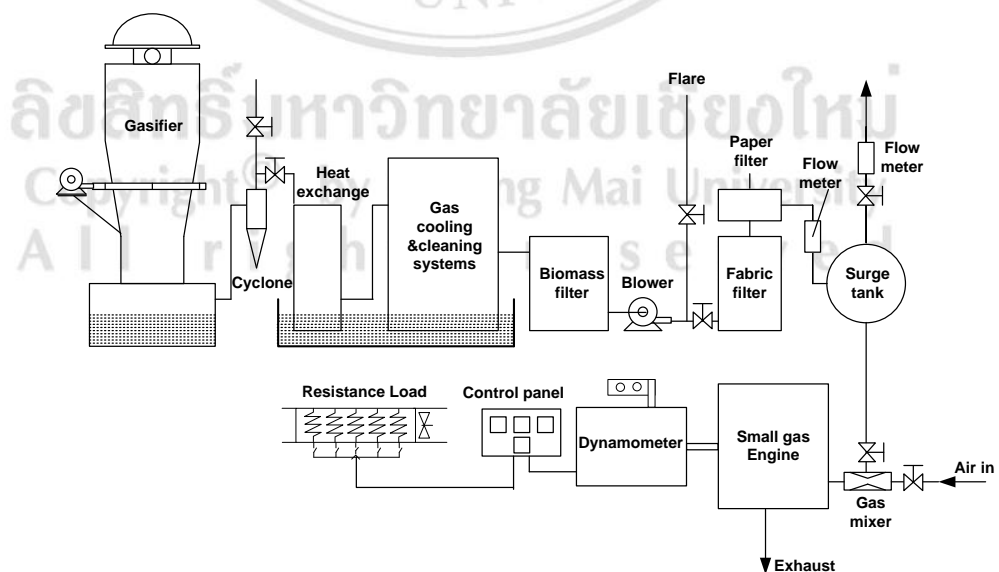 UNIV
ลิขสิทธิ์มหาวิทยาลัยเชียงใหม่
Copyright© by Chiang Mai University
All rights reserved
Gasifier
Cyclone
Heat
exchange
Gas
cooling
&cleaning
systems
Biomass
filter
Blower
Flare
Paper
filter
Fabric
filter
Flow
meter
Flow
meter
Surge
tank
Resistance Load
Control panel
Dynamometer
Small gas
Engine
Gas
mixer
Air in
Exhaust